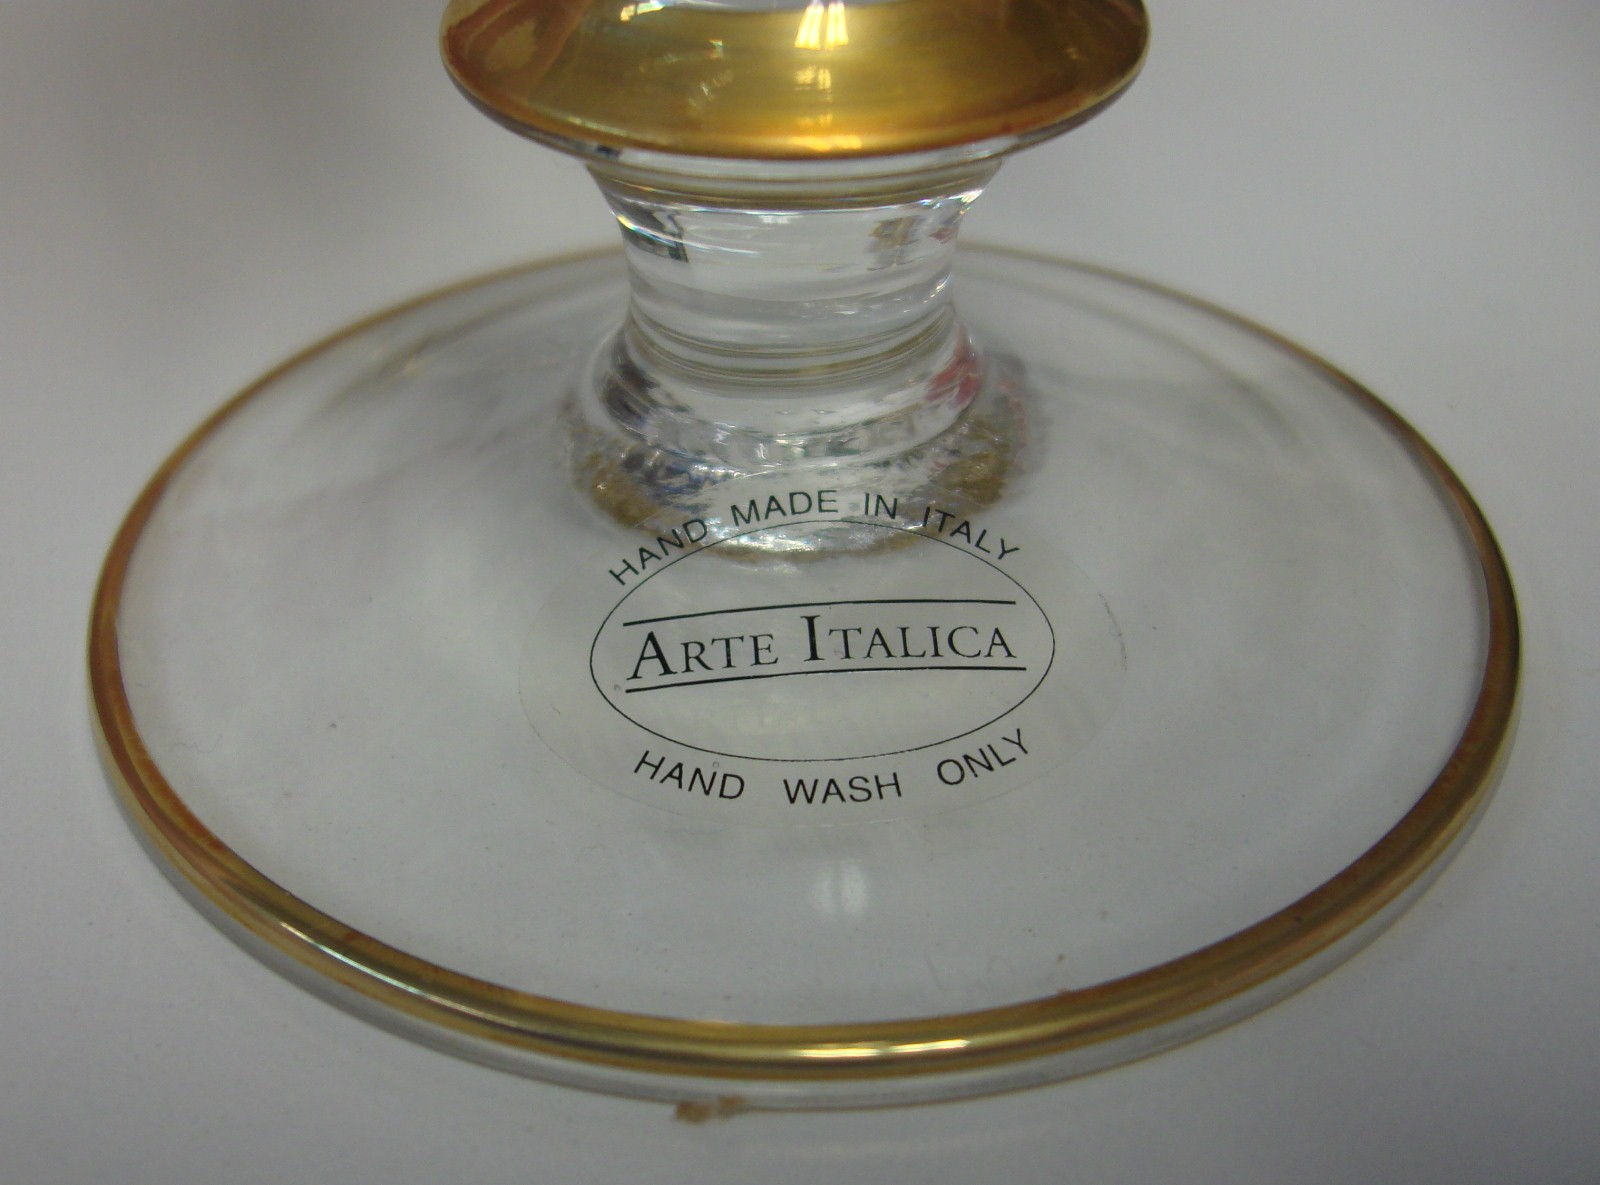 HAND MADE IN ITALY
ARTE ITALICA
HAND WASH ONLY